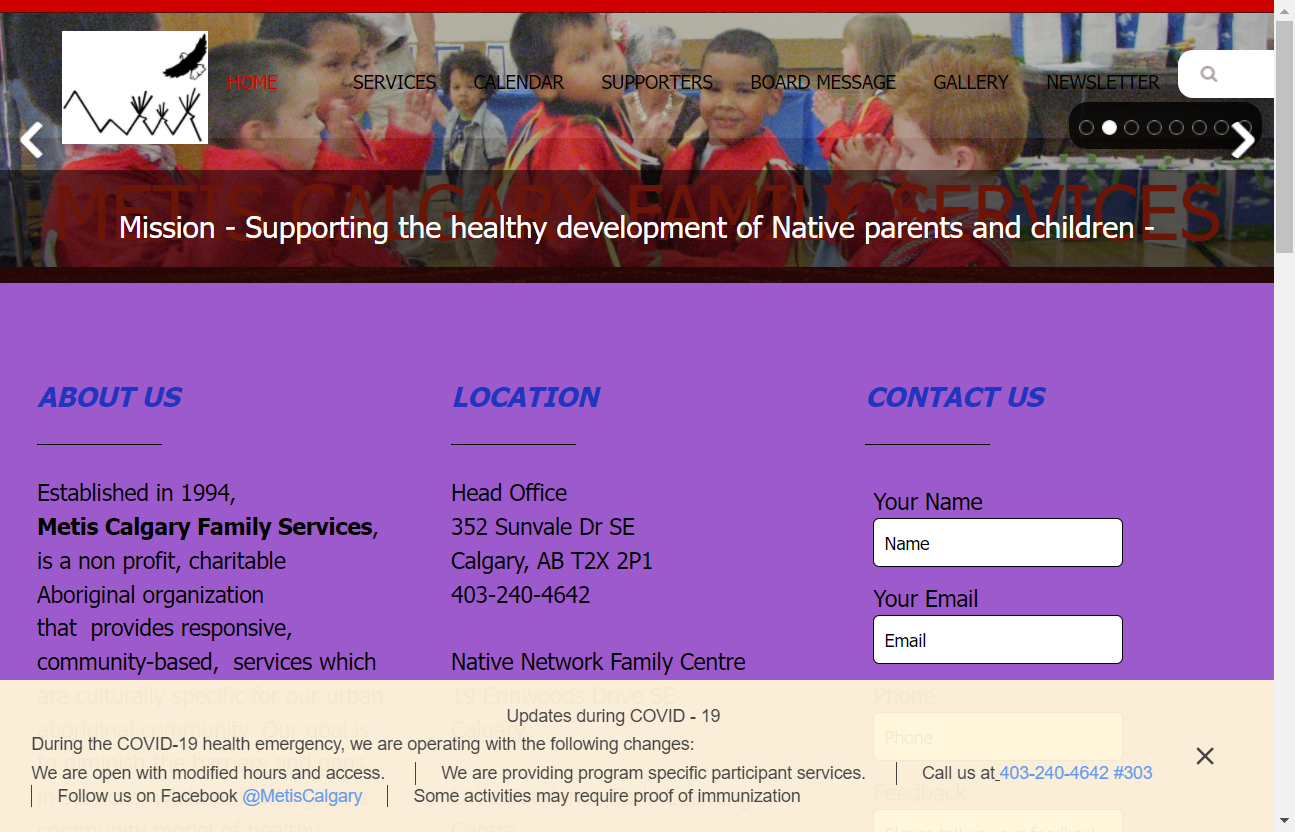 HOME
SERVICES
CALENDAR
SUPPORTERS
BOARD MESSAGE
GALLERY
NEWSLETTER
METIS CALGARY FAMILY SERVICES
Mission - Supporting the healthy development of Native parents and children -
ABOUT US
Established in 1994,
Metis Calgary Family Services,
is a non profit, charitable
Aboriginal organization
that provides responsive,
community-based, services which
are culturally specific for our urban
aboriginal community. Our goal is
LOCATION
Head Office
352 Sunvale Dr SE
Calgary, AB T2X 2P1
403-240-4642
Native Network Family Centre
19 Erinwoods Drive SE
Calgary
Centre
CONTACT US
Your Name
Name
Your Email
Email
Phone
Phone
Feedback
Updates during COVID - 19
During the COVID-19 health emergency, we are operating with the following changes:
We are open with modified hours and access.
We are providing program specific participant services.
Call us at 403-240-4642 #303
Follow us on Facebook @MetisCalgary
Some activities may require proof of immunization